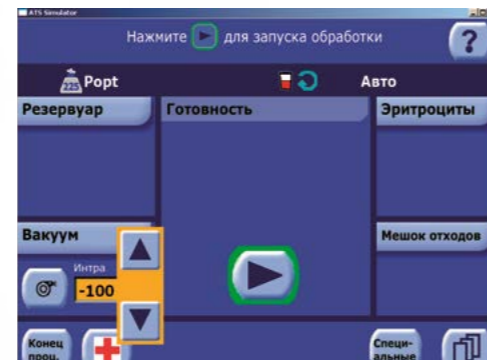 ATS Simulator
Нажмите для запуска обработки
?
225 Popt Авто
Резервуар Готовность Эритроциты
Вакуум Мешок отходов
Интра
-100
Конец проц. Специ-
альные